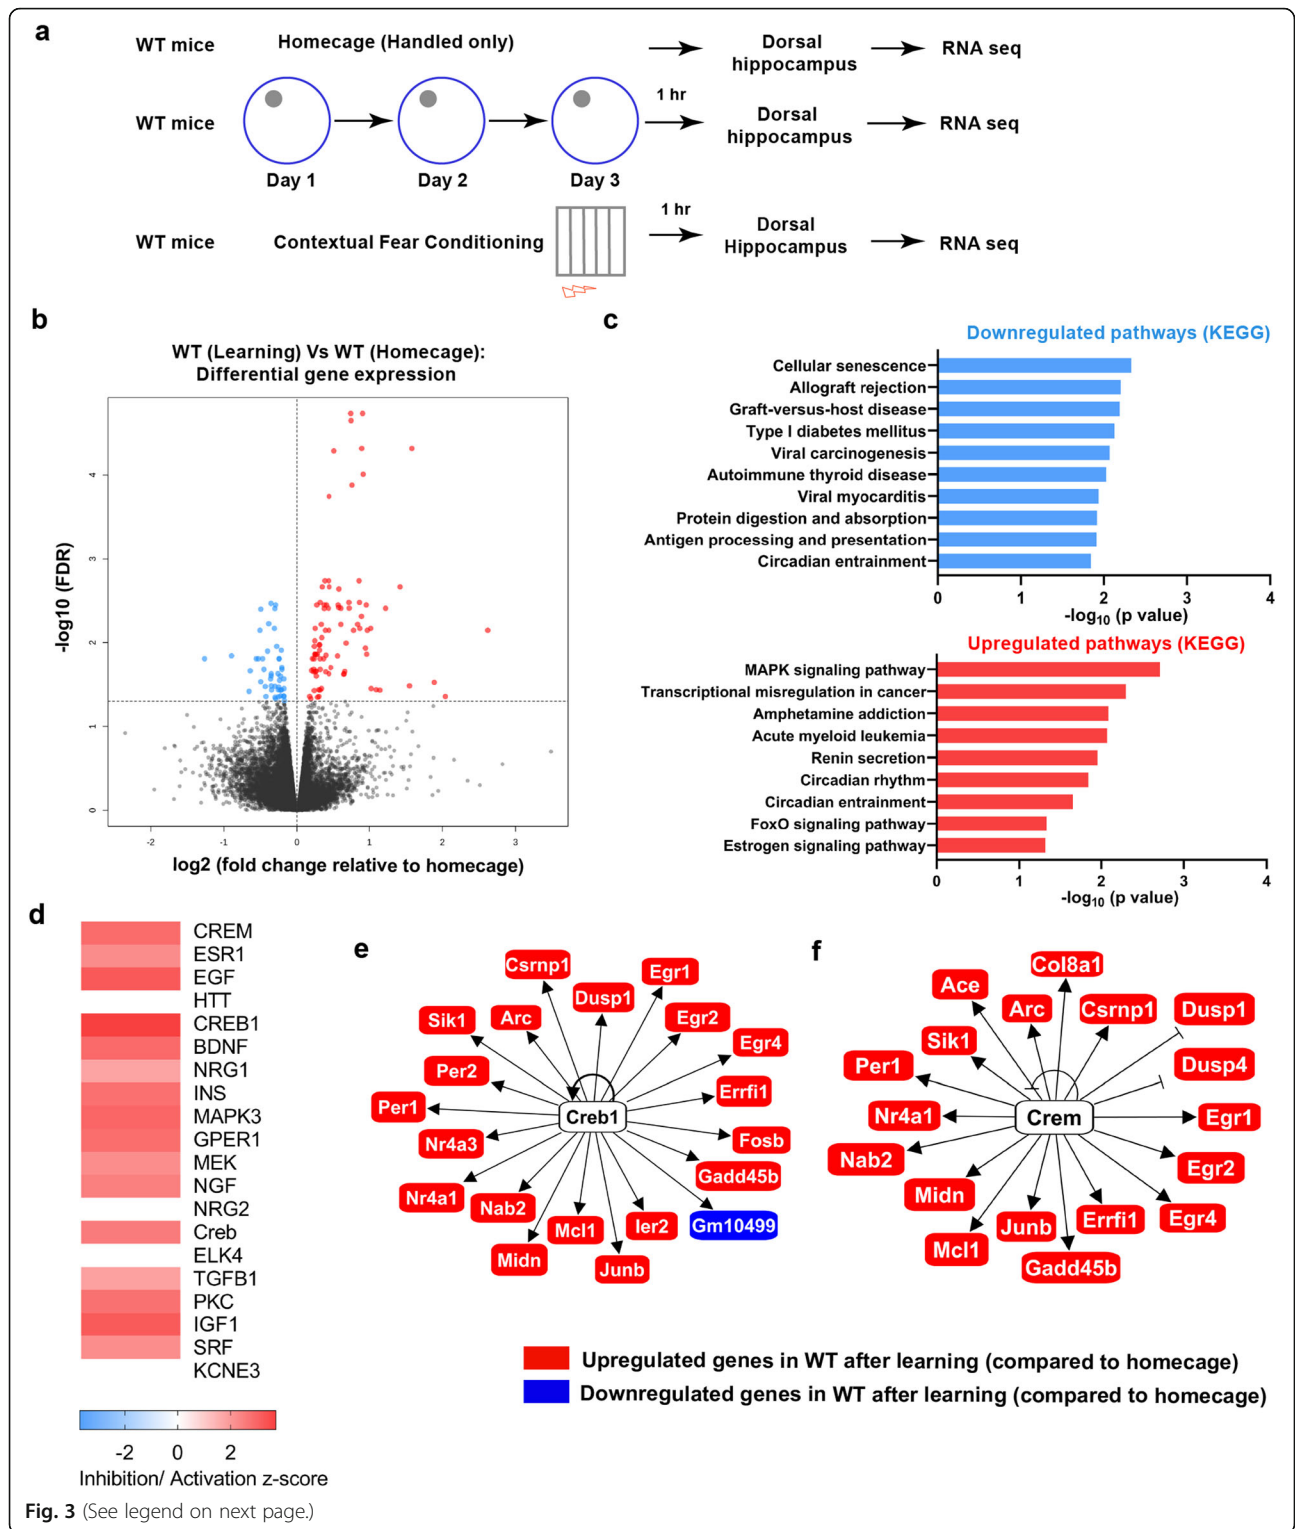 a
WT mice
Homecage (Handled only)
Dorsal
hippocampus
RNA seq
WT mice
1 hr
Dorsal
hippocampus
RNA seq
Day 1
Day 2
Day 3
WT mice
Contextual Fear Conditioning
1 hr
Dorsal
Hippocampus
RNA seq
b
WT (Learning) Vs WT (Homecage):
Differential gene expression
-log10 (FDR)
4
3
2
1
0
-2
-1
0
1
2
3
log2 (fold change relative to homecage)
c
Downregulated pathways (KEGG)
Cellular senescence
Allograft rejection
Graft-versus-host disease
Type I diabetes mellitus
Viral carcinogenesis
Autoimmune thyroid disease
Viral myocarditis
Protein digestion and absorption
Antigen processing and presentation
Circadian entrainment
0 1 2 3 4
-log10 (p value)
Upregulated pathways (KEGG)
MAPK signaling pathway
Transcriptional misregulation in cancer
Amphetamine addiction
Acute myeloid leukemia
Renin secretion
Circadian rhythm
Circadian entrainment
FoxO signaling pathway
Estrogen signaling pathway
0 1 2 3 4
-log10 (p value)
d
CREM
ESR1
EGF
HTT
CREB1
BDNF
NRG1
INS
MAPK3
GPER1
MEK
NGF
NRG2
Creb
ELK4
TGFB1
PKC
IGF1
SRF
KCNE3
-2 0 2
Inhibition/ Activation z-score
e
Csrnp1
Egr1
Dusp1
Sik1
Arc
Egr2
Egr4
Per2
Errfi1
Per1
Creb1
Nr4a3
Fosb
Gadd45b
Nr4a1
Nab2
Mcl1
Ier2
Gm10499
Midn
Junb
f
Col8a1
Ace
Arc
Csrnp1
Dusp1
Sik1
Per1
Dusp4
Nr4a1
Crem
Egr1
Nab2
Egr2
Midn
Junb
Errfi1
Egr4
Mcl1
Gadd45b
Upregulated genes in WT after learning (compared to homecage)
Downregulated genes in WT after learning (compared to homecage)
Fig. 3 (See legend on next page.)